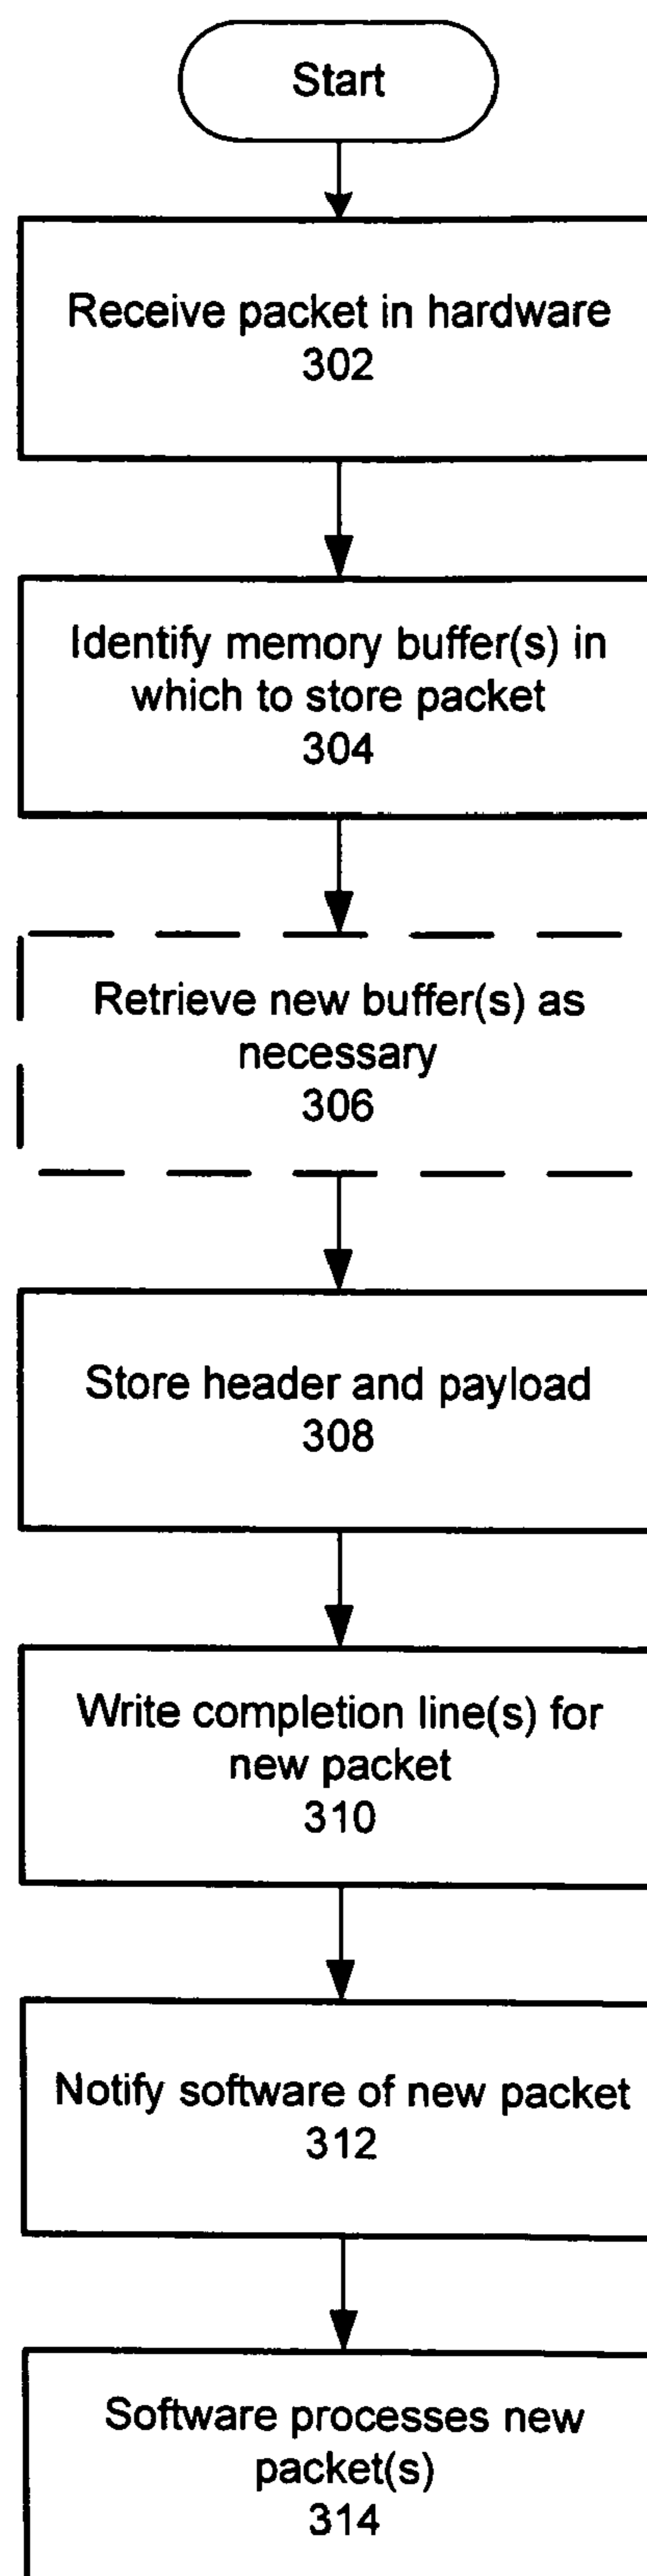 Start
Receive packet in hardware
302
Identify memory buffer(s) in
which to store packet
304
Retrieve new buffer(s) as
necessary
306
Store header and payload
308
Write completion line(s) for
new packet
310
Notify software of new packet
312
Software processes new
packet(s)
314